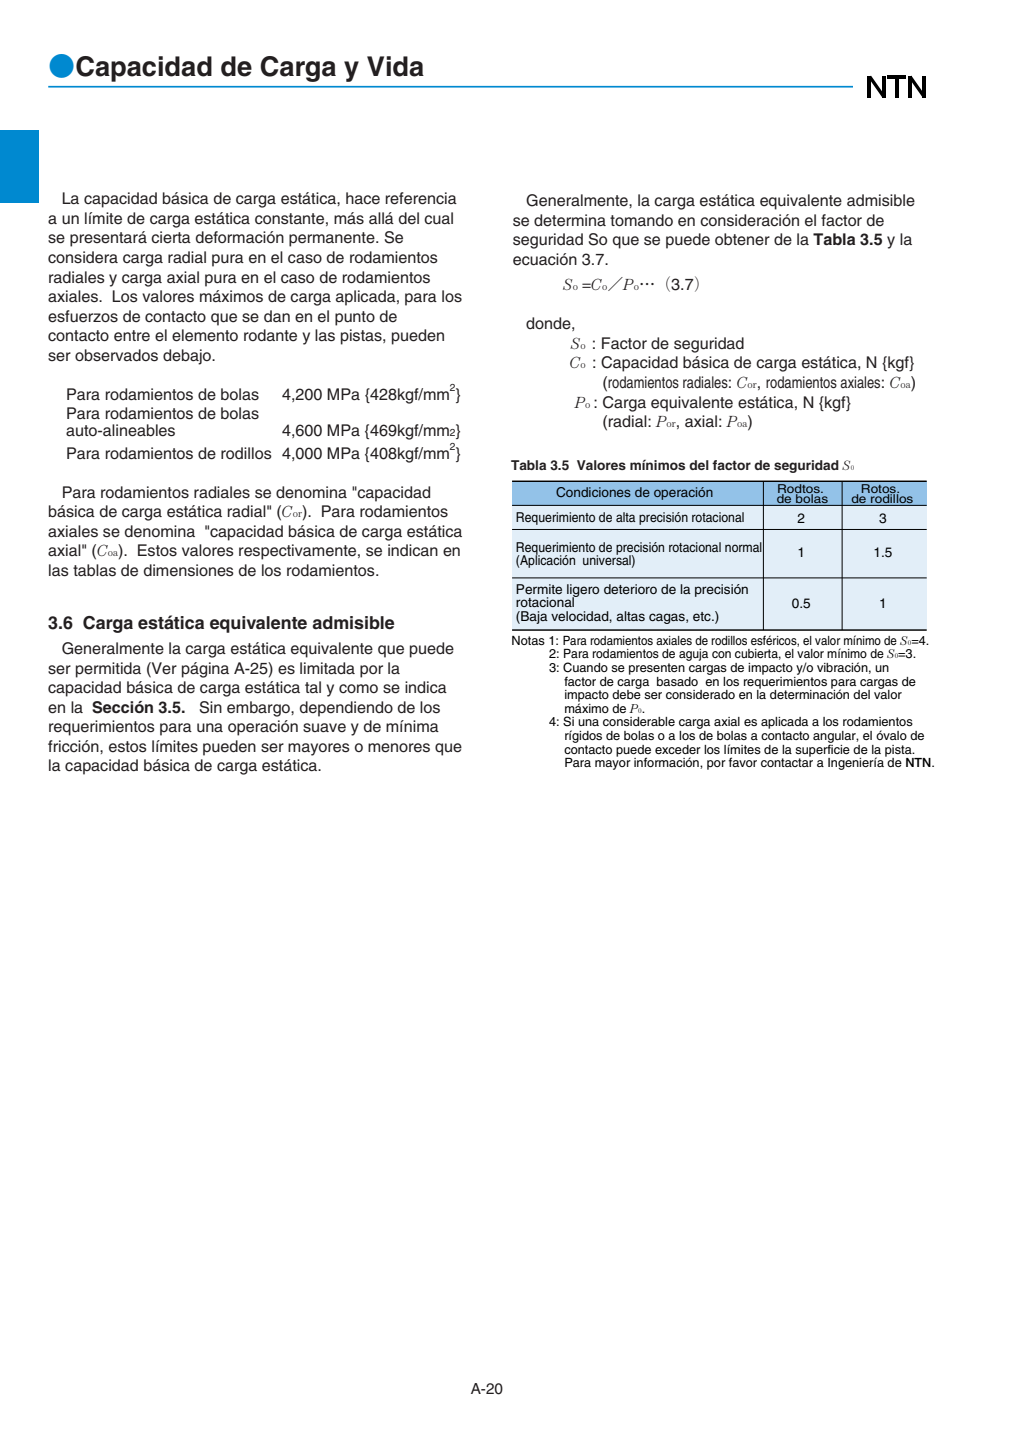 ●Capacidad de Carga y Vida
NTN
La capacidad básica de carga estática, hace referencia
a un límite de carga estática constante, más allá del cual
se presentará cierta deformación permanente. Se
considera carga radial pura en el caso de rodamientos
radiales y carga axial pura en el caso de rodamientos
axiales. Los valores máximos de carga aplicada, para los
esfuerzos de contacto que se dan en el punto de
contacto entre el elemento rodante y las pistas, pueden
ser observados debajo.
Para rodamientos de bolas 4,200 MPa {428kgf/mm²}
Para rodamientos de bolas
auto-alineables 4,600 MPa {469kgf/mm2}
Para rodamientos de rodillos 4,000 MPa {408kgf/mm²}
Para rodamientos radiales se denomina "capacidad
básica de carga estática radial" (Cor). Para rodamientos
axiales se denomina "capacidad básica de carga estática
axial" (Coa). Estos valores respectivamente, se indican en
las tablas de dimensiones de los rodamientos.
3.6 Carga estática equivalente admisible
Generalmente la carga estática equivalente que puede
ser permitida (Ver página A-25) es limitada por la
capacidad básica de carga estática tal y como se indica
en la Sección 3.5. Sin embargo, dependiendo de los
requerimientos para una operación suave y de mínima
fricción, estos límites pueden ser mayores o menores que
la capacidad básica de carga estática.
Generalmente, la carga estática equivalente admisible
se determina tomando en consideración el factor de
seguridad So que se puede obtener de la Tabla 3.5 y la
ecuación 3.7.
So =Co／Po…（3.7）
donde,
So : Factor de seguridad
Co : Capacidad básica de carga estática, N {kgf}
(rodamientos radiales: Cor, rodamientos axiales: Coa)
Po : Carga equivalente estática, N {kgf}
(radial: Por, axial: Poa)
Tabla 3.5 Valores mínimos del factor de seguridad S0
Condiciones de operación Rodtos. de bolas Rotos. de rodillos
Requerimiento de alta precisión rotacional 2 3
Requerimiento de precisión rotacional normal
(Aplicación universal) 1 1.5
Permite ligero deterioro de la precisión
rotacional
(Baja velocidad, altas cagas, etc.) 0.5 1
Notas 1: Para rodamientos axiales de rodillos esféricos, el valor mínimo de S0=4.
2: Para rodamientos de aguja con cubierta, el valor mínimo de S0=3.
3: Cuando se presenten cargas de impacto y/o vibración, un
factor de carga basado en los requerimientos para cargas de
impacto debe ser considerado en la determinación del valor
máximo de P0.
4: Si una considerable carga axial es aplicada a los rodamientos
rígidos de bolas o a los de bolas a contacto angular, el óvalo de
contacto puede exceder los límites de la superficie de la pista.
Para mayor información, por favor contactar a Ingeniería de NTN.
A-20